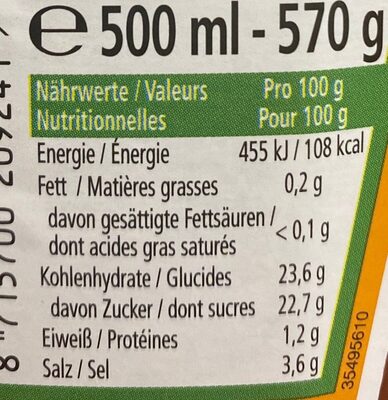 e 500 ml - 570 g
Nährwerte / Valeurs Pro 100 g
Nutritionnelles Pour 100 g
Energie / Énergie 455 kJ / 108 kcal
Fett / Matières grasses 0,2 g
davon gesättigte Fettsäuren /
dont acides gras saturés < 0,1 g
Kohlenhydrate / Glucides 23,6 g
davon Zucker / dont sucres 22,7 g
Eiweiß / Protéines 1,2 g
Salz / Sel 3,6 g
35495610